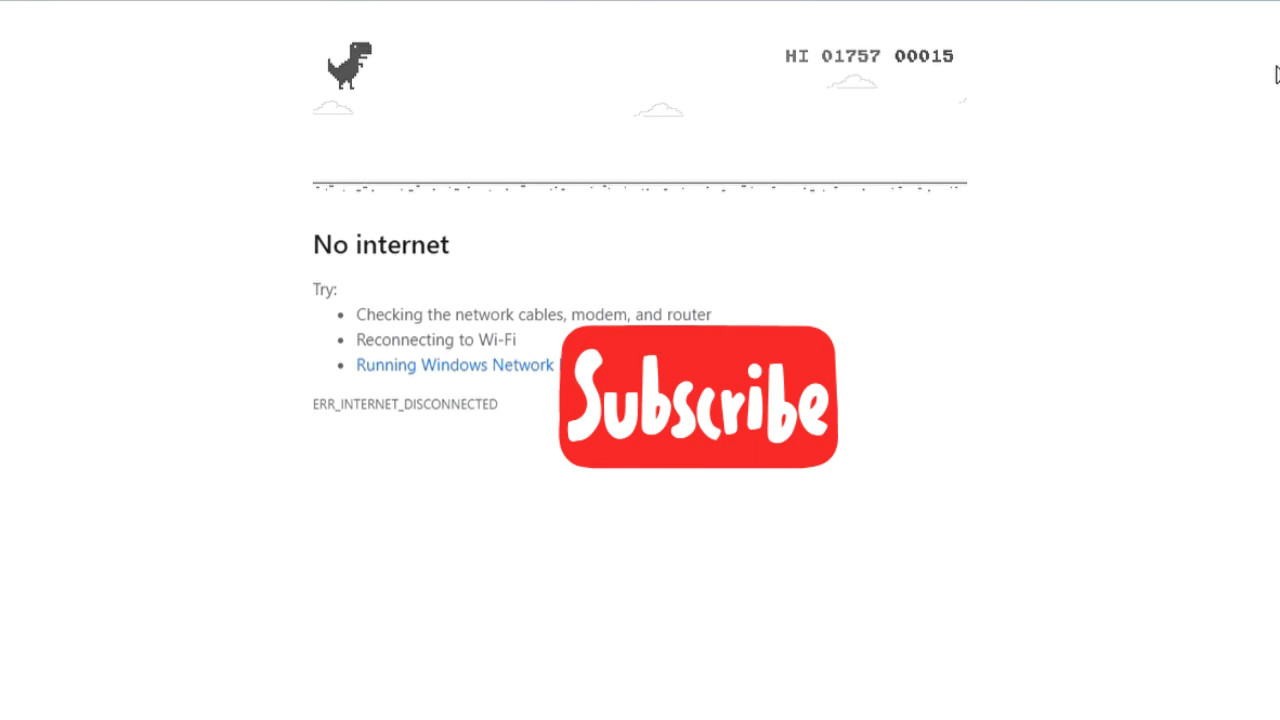 HI 01757 00015
No internet
Try:
Checking the network cables, modem, and router
Reconnecting to Wi-Fi
Running Windows Network
ERR_INTERNET_DISCONNECTED
Subscribe